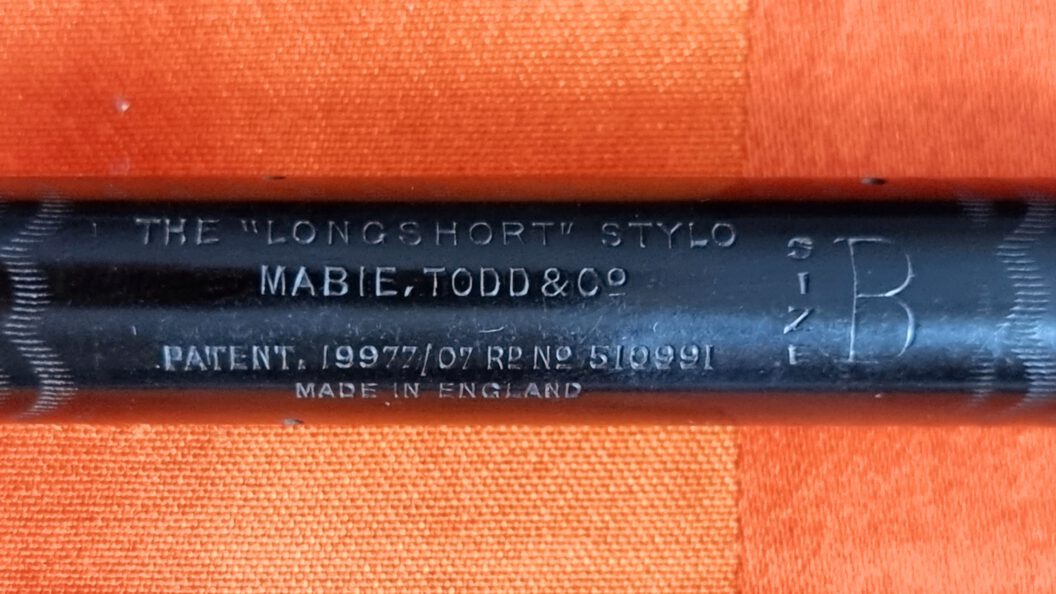 THE "LONGSHORT" STYLO
MABIE, TODD & Cº
PATENT. 19977/07 RD Nº 510991
MADE IN ENGLAND
SIZE B